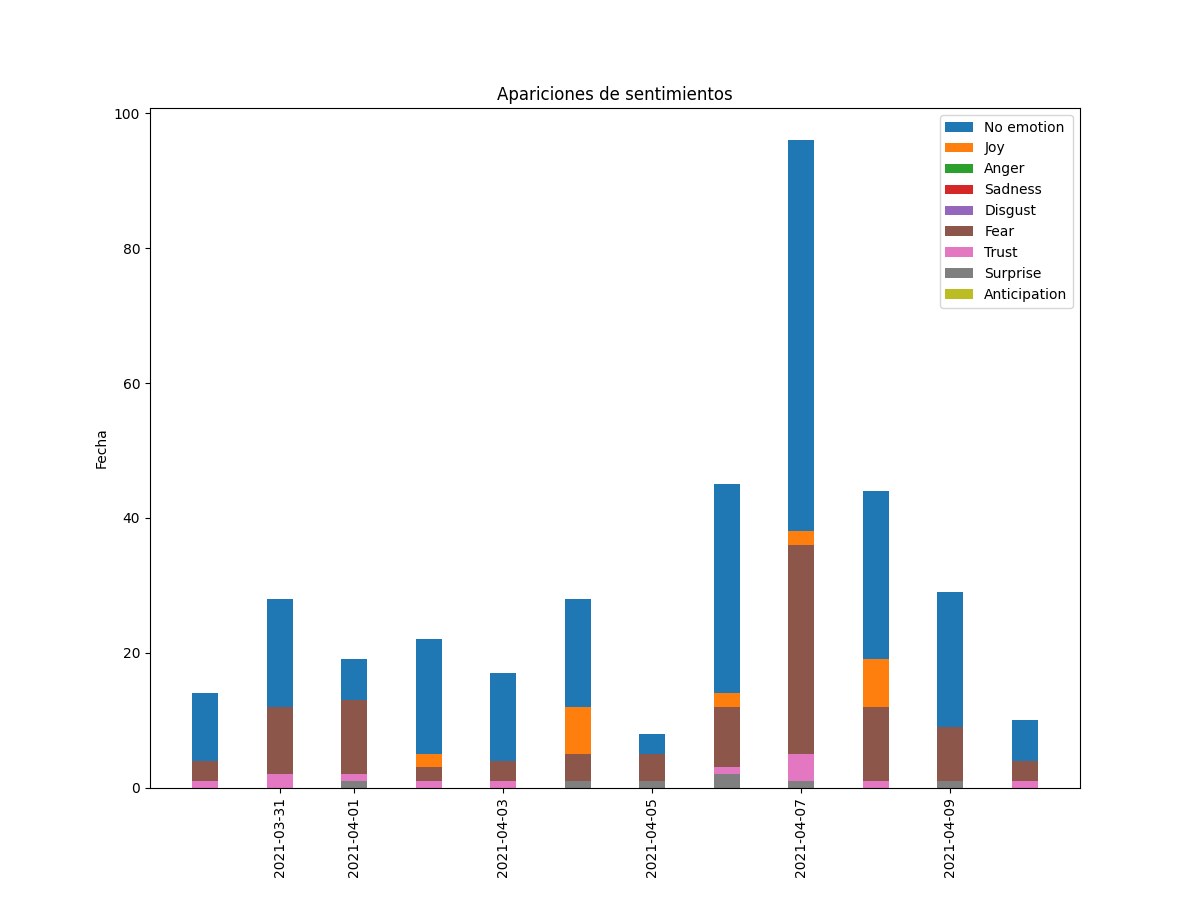 Apariciones de sentimientos
No emotion
Joy
Anger
Sadness
Disgust
Fear
Trust
Surprise
Anticipation
100
80
60
40
20
0
Fecha
2021-03-31
2021-04-01
2021-04-03
2021-04-05
2021-04-07
2021-04-09